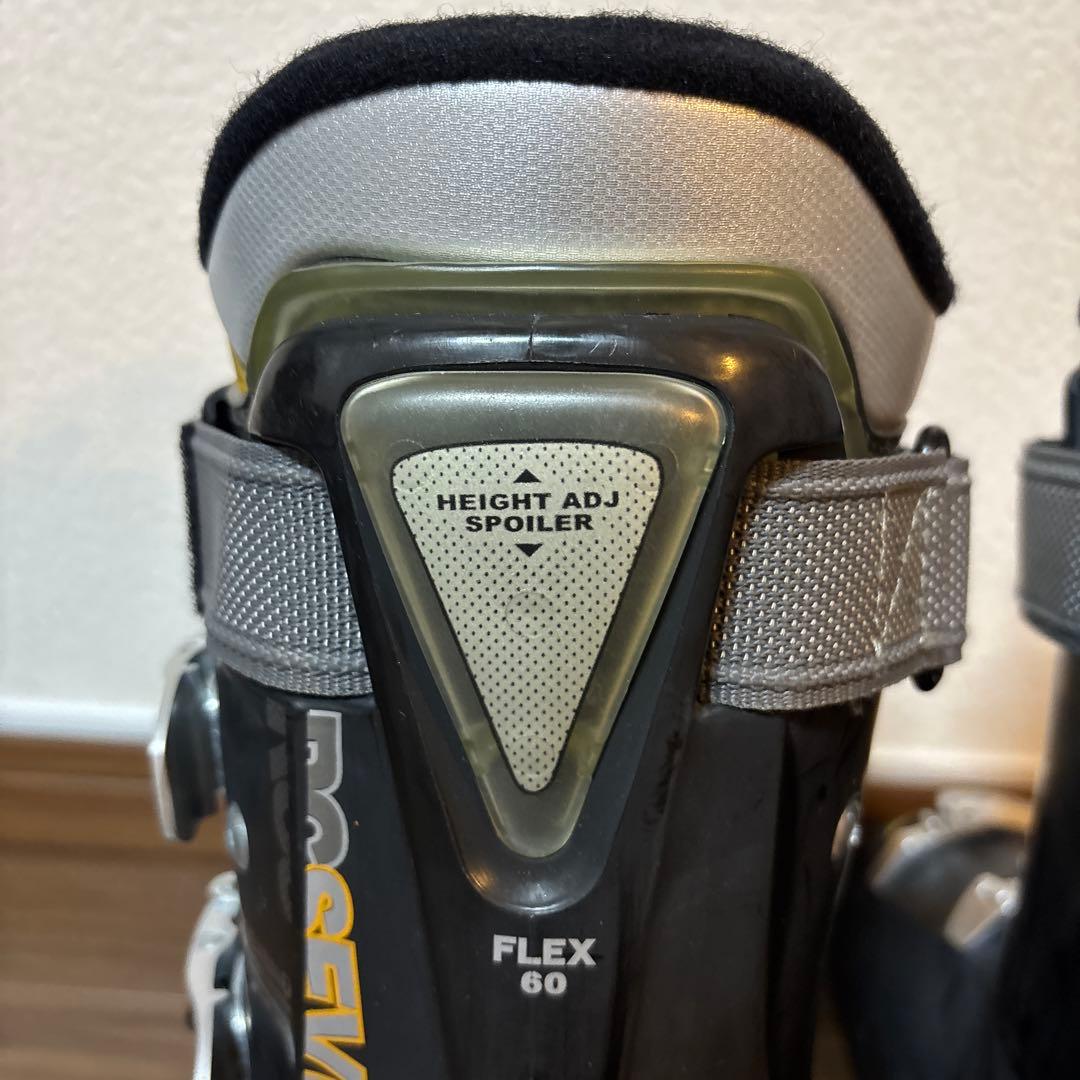 HEIGHT ADJ
SPOILER
FLEX
60